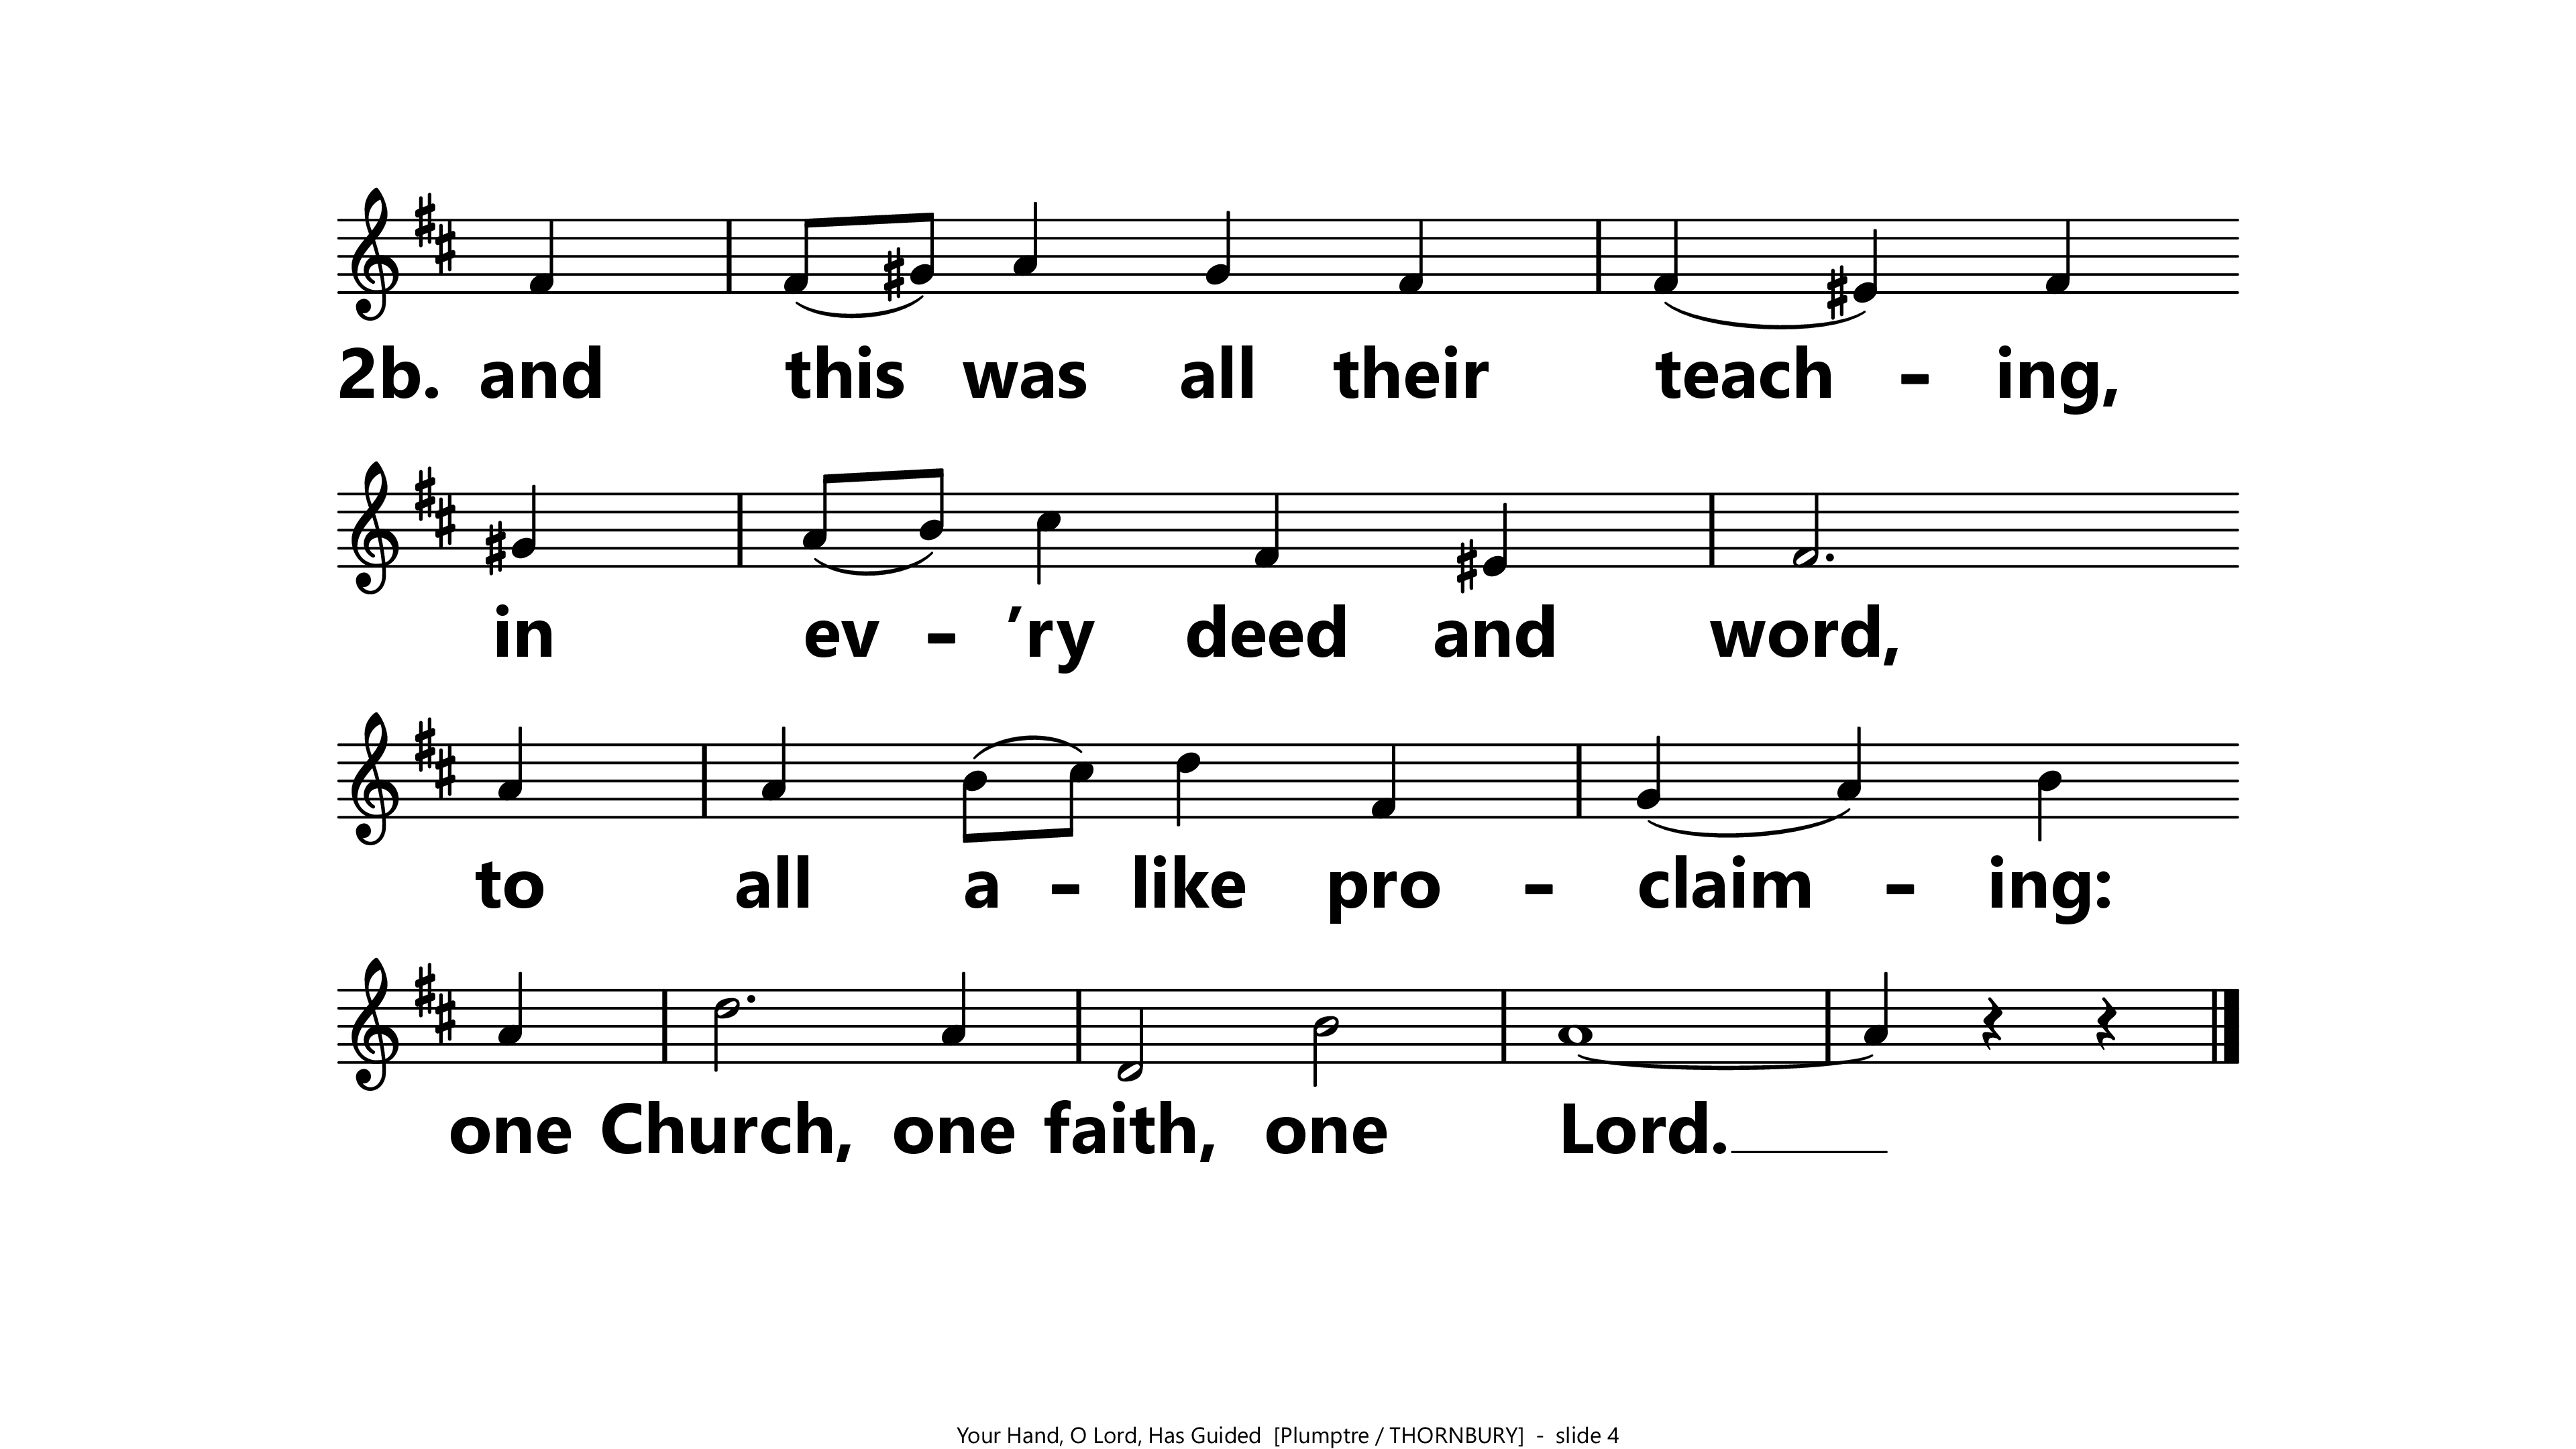 2b. and this was all their teach - ing,
in ev - ’ry deed and word,
to all a - like pro - claim - ing:
one Church, one faith, one Lord.
Your Hand, O Lord, Has Guided [Plumptre / THORNBURY] - slide 4